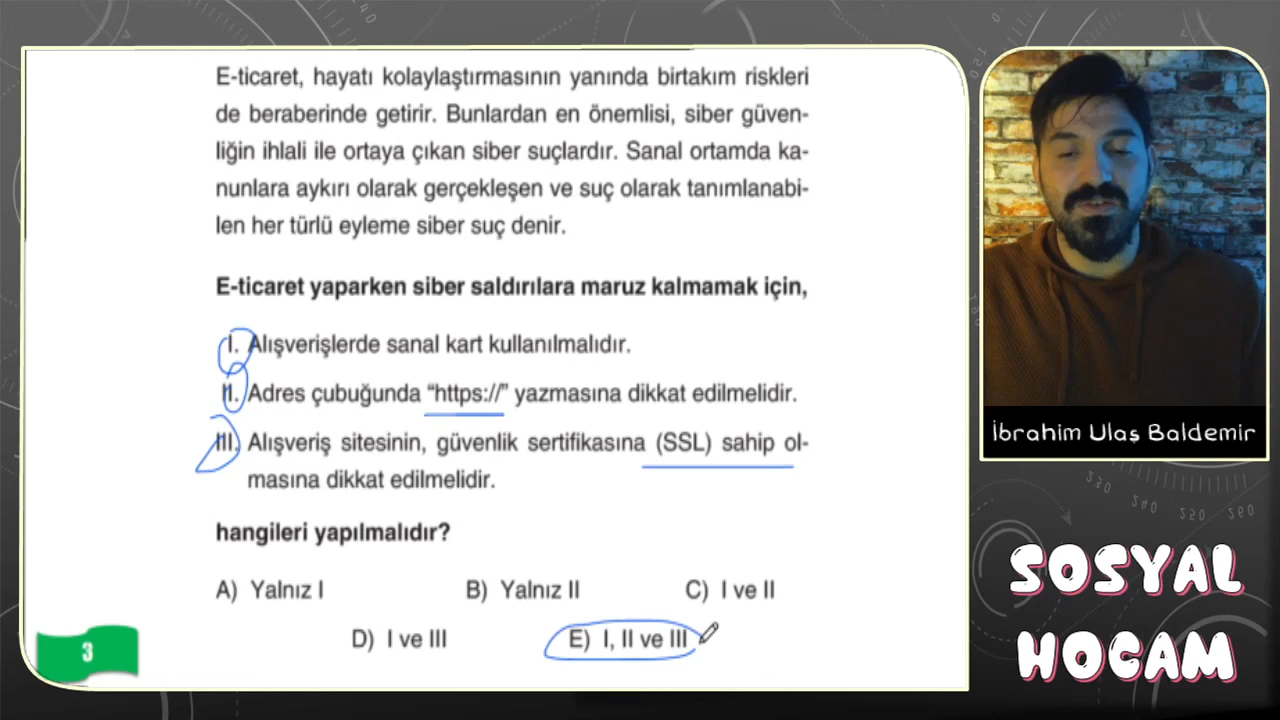 E-ticaret, hayatı kolaylaştırmasının yanında birtakım riskleri
de beraberinde getirir. Bunlardan en önemlisi, siber güven-
liğin ihlali ile ortaya çıkan siber suçlardır. Sanal ortamda ka-
nunlara aykırı olarak gerçekleşen ve suç olarak tanımlanabi-
len her türlü eyleme siber suç denir.
E-ticaret yaparken siber saldırılara maruz kalmamak için,
I. Alışverişlerde sanal kart kullanılmalıdır.
II. Adres çubuğunda “https://” yazmasına dikkat edilmelidir.
III. Alışveriş sitesinin, güvenlik sertifikasına (SSL) sahip ol-
masına dikkat edilmelidir.
hangileri yapılmalıdır?
A) Yalnız I B) Yalnız II C) I ve II
D) I ve III E) I, II ve III
3
İbrahim Ulaş Baldemir
230 240 250 260
SOSYAL
HOCAM